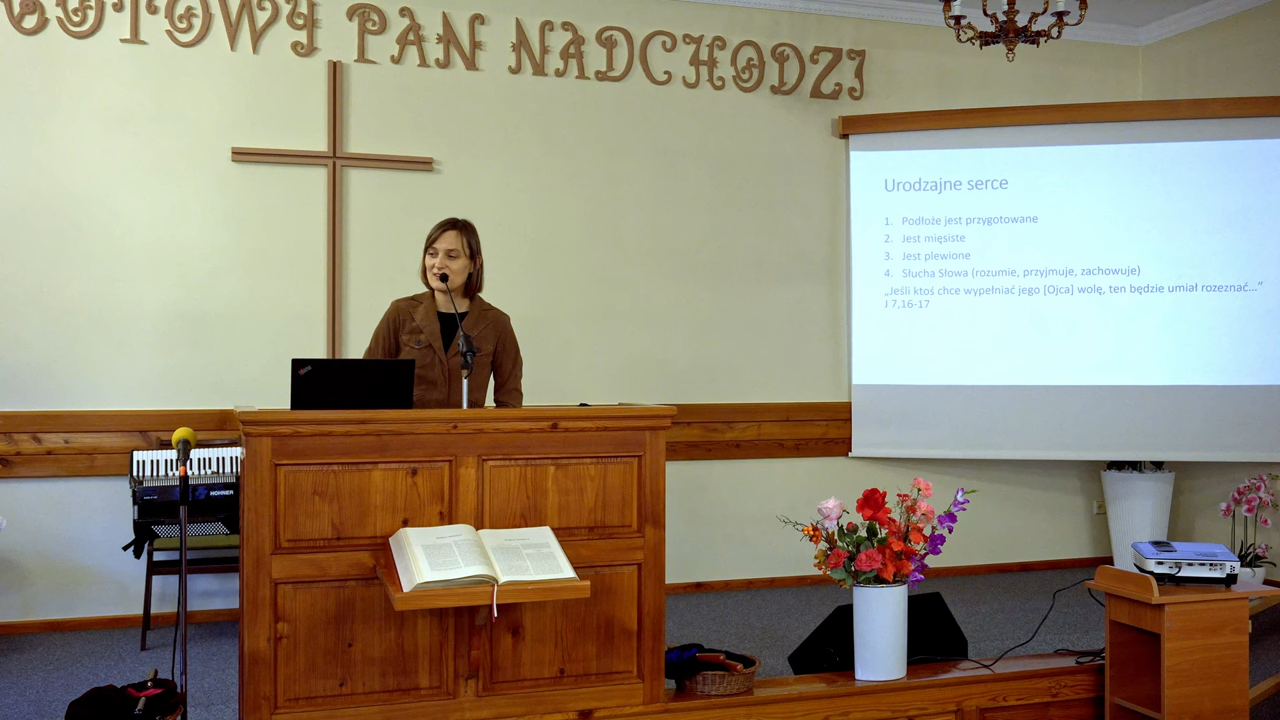 GOTOWY PAN NADCHODZI
Urodzajne serce
1. Podłoże jest przygotowane
2. Jest mięsiste
3. Jest plewione
4. Słucha Słowa (rozumie, przyjmuje, zachowuje)
„Jeśli ktoś chce wypełniać jego [Ojca] wolę, ten będzie umiał rozeznać…”
J 7,16-17
HOHNER